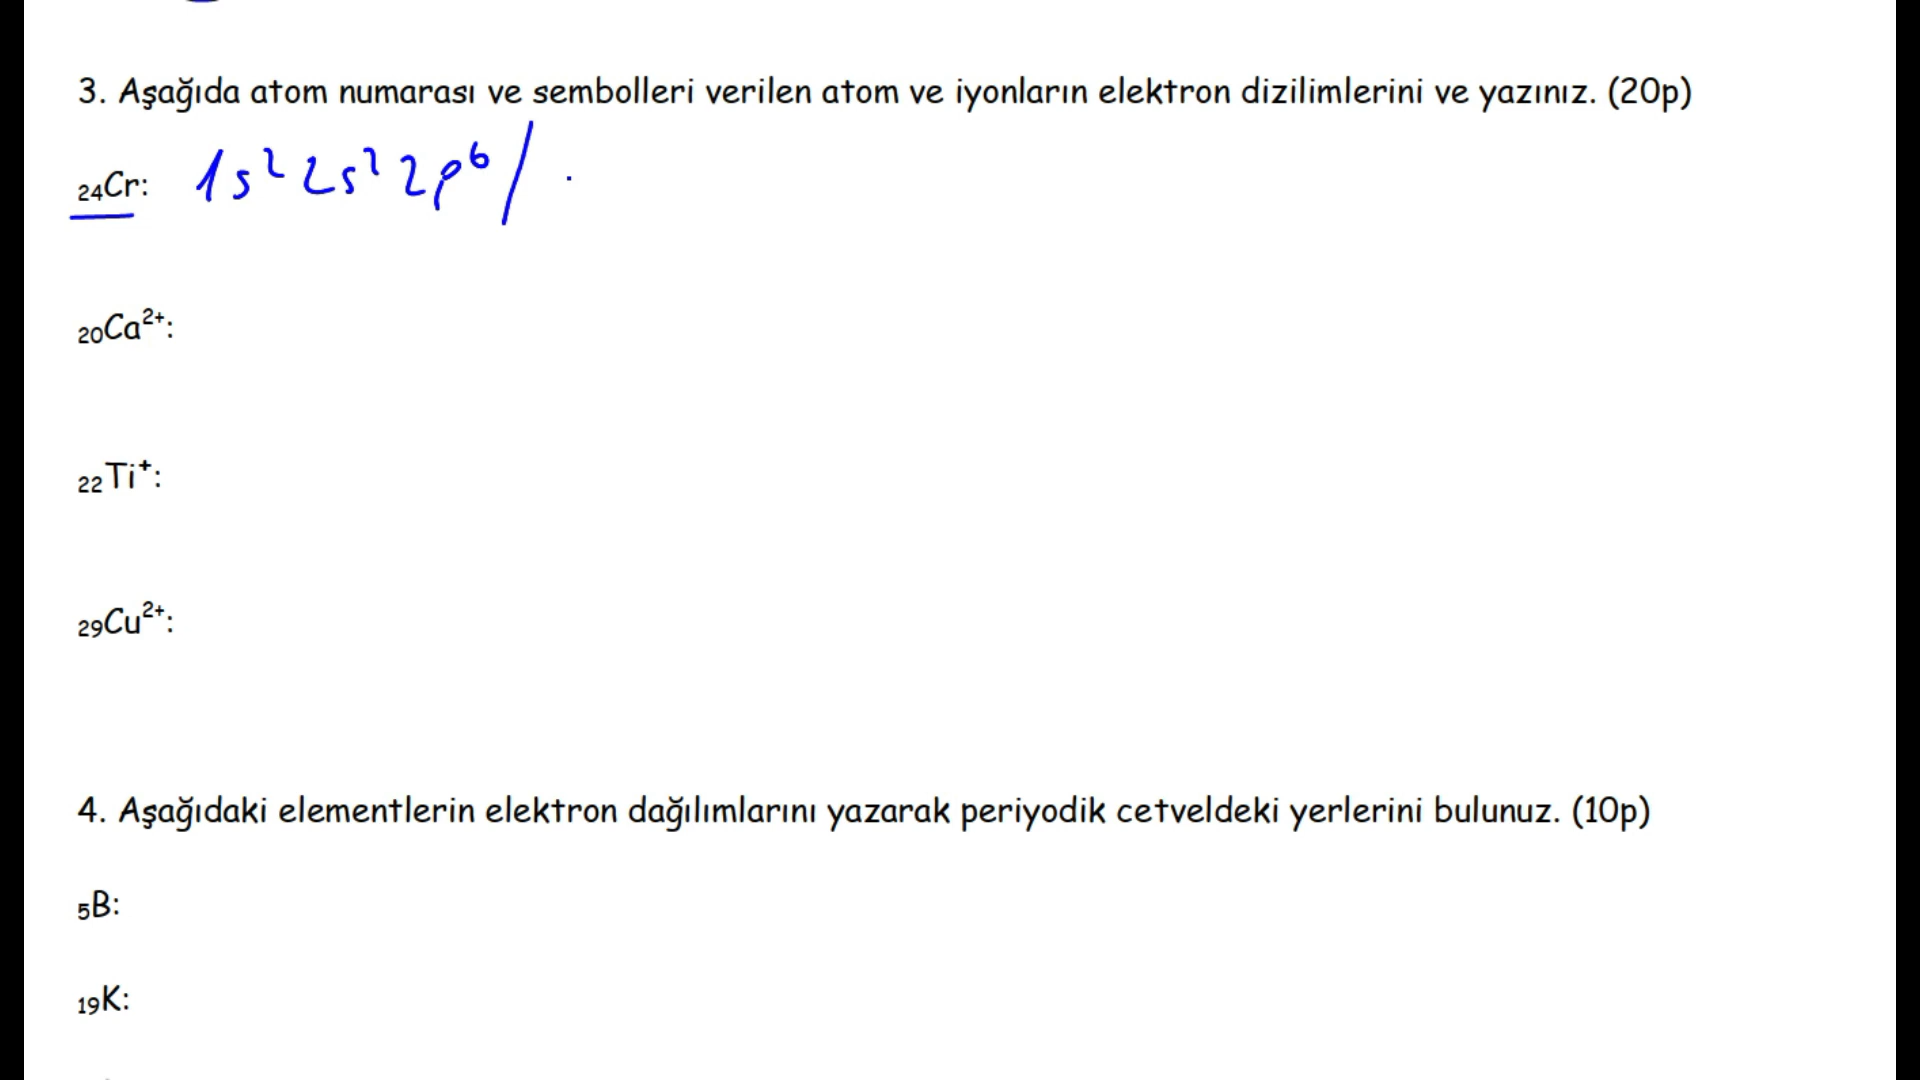 3. Aşağıda atom numarası ve sembolleri verilen atom ve iyonların elektron dizilimlerini ve yazınız. (20p)
₂₄Cr: 1s² 2s² 2p⁶ / .
₂₀Ca²⁺:
₂₂Ti⁺:
₂₉Cu²⁺:
4. Aşağıdaki elementlerin elektron dağılımlarını yazarak periyodik cetveldeki yerlerini bulunuz. (10p)
₅B:
₁₉K: